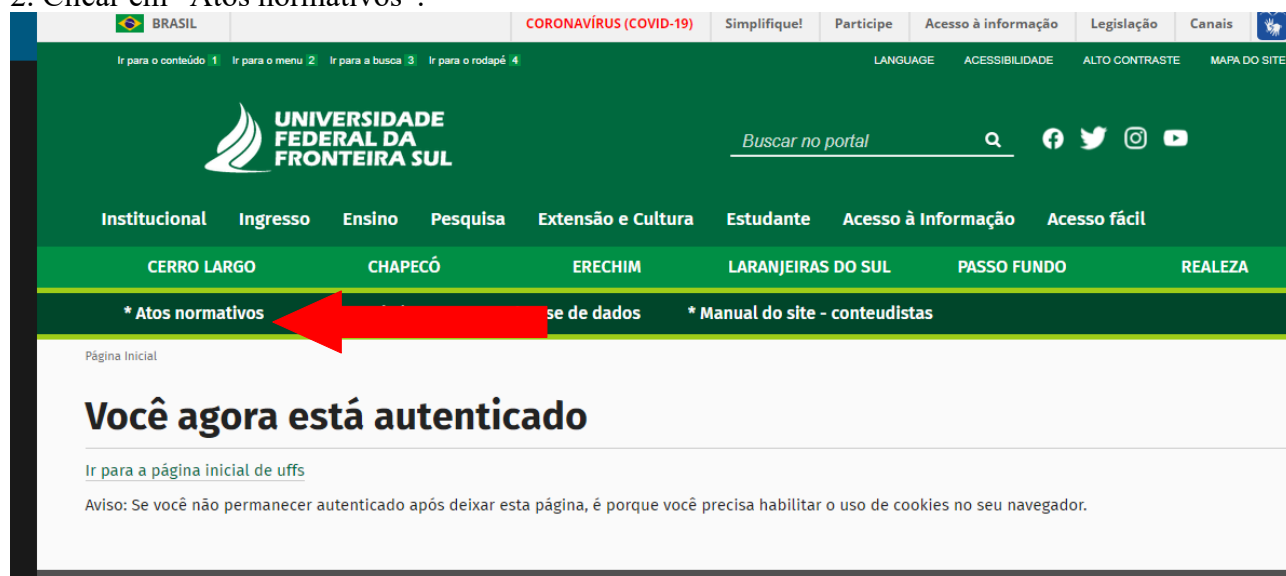 2. Clicar em "Atos normativos".
BRASIL CORONAVÍRUS (COVID-19) Simplifique! Participe Acesso à informação Legislação Canais
Ir para o conteúdo 1 Ir para o menu 2 Ir para a busca 3 Ir para o rodapé 4 LANGUAGE ACESSIBILIDADE ALTO CONTRASTE MAPA DO SITE
UNIVERSIDADE
FEDERAL DA
FRONTEIRA SUL
Buscar no portal
Institucional Ingresso Ensino Pesquisa Extensão e Cultura Estudante Acesso à Informação Acesso fácil
CERRO LARGO CHAPECÓ ERECHIM LARANJEIRAS DO SUL PASSO FUNDO REALEZA
* Atos normativos se de dados * Manual do site - conteudistas
Página Inicial
Você agora está autenticado
Ir para a página inicial de uffs
Aviso: Se você não permanecer autenticado após deixar esta página, é porque você precisa habilitar o uso de cookies no seu navegador.